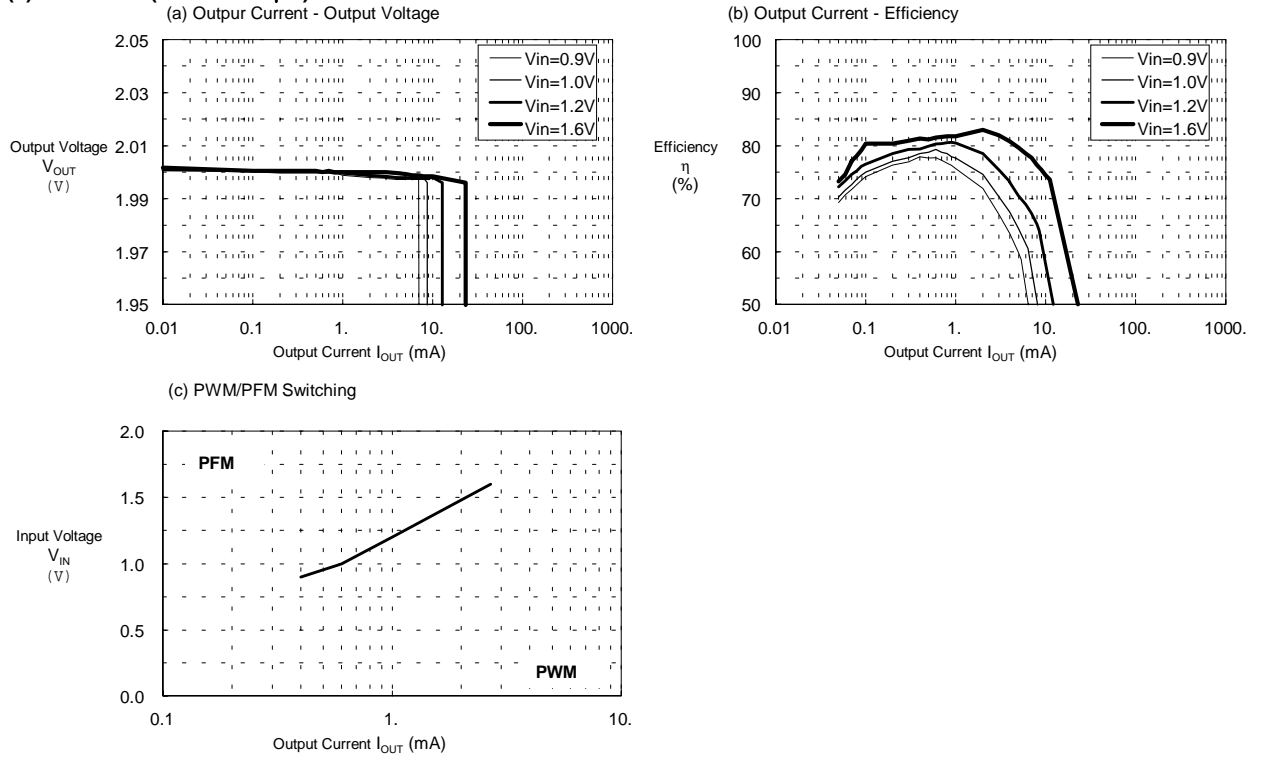 (a) Outpur Current - Output Voltage
2.05
2.03
2.01
1.99
1.97
1.95
Output Voltage
VOUT
(V)
Vin=0.9V
Vin=1.0V
Vin=1.2V
Vin=1.6V
0.01 0.1 1. 10. 100. 1000.
Output Current IOUT (mA)
(b) Output Current - Efficiency
100
90
80
70
60
50
Efficiency
η
(%)
Vin=0.9V
Vin=1.0V
Vin=1.2V
Vin=1.6V
0.01 0.1 1. 10. 100. 1000.
Output Current IOUT (mA)
(c) PWM/PFM Switching
2.0
1.5
1.0
0.5
0.0
Input Voltage
VIN
(V)
PFM
PWM
0.1 1. 10.
Output Current IOUT (mA)